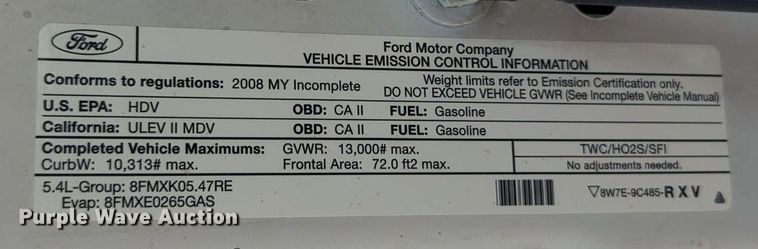 Ford
Ford Motor Company
VEHICLE EMISSION CONTROL INFORMATION
Conforms to regulations: 2008 MY Incomplete
Weight limits refer to Emission Certification only.
DO NOT EXCEED VEHICLE GVWR (See Incomplete Vehicle Manual)
U.S. EPA: HDV OBD: CA II FUEL: Gasoline
California: ULEV II MDV OBD: CA II FUEL: Gasoline
Completed Vehicle Maximums: GVWR: 13,000# max. TWC/HO2S/SFI
CurbW: 10,313# max. Frontal Area: 72.0 ft2 max. No adjustments needed.
5.4L-Group: 8FMXK05.47RE
Evap: 8FMXE0265GAS
▽8W7E-9C485-RXV
Purple Wave Auction